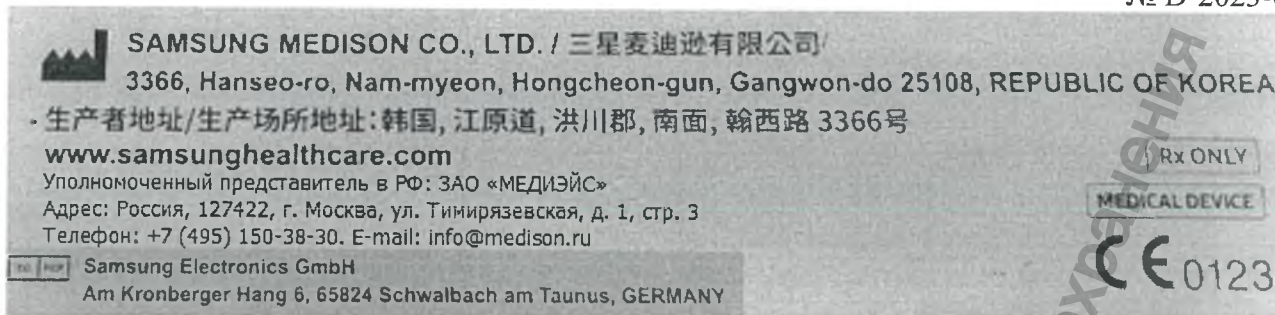 № D-2023-
SAMSUNG MEDISON CO., LTD. / 三星麦迪逊有限公司/
3366, Hanseo-ro, Nam-myeon, Hongcheon-gun, Gangwon-do 25108, REPUBLIC OF KOREA
生产者地址/生产场所地址:韩国, 江原道, 洪川郡, 南面, 翰西路 3366号
www.samsunghealthcare.com
Rx ONLY
Уполномоченный представитель в РФ: ЗАО «МЕДИЭЙС»
Адрес: Россия, 127422, г. Москва, ул. Тимирязевская, д. 1, стр. 3
MEDICAL DEVICE
Телефон: +7 (495) 150-38-30. E-mail: info@medison.ru
EC REP Samsung Electronics GmbH
CE 0123
Am Kronberger Hang 6, 65824 Schwalbach am Taunus, GERMANY